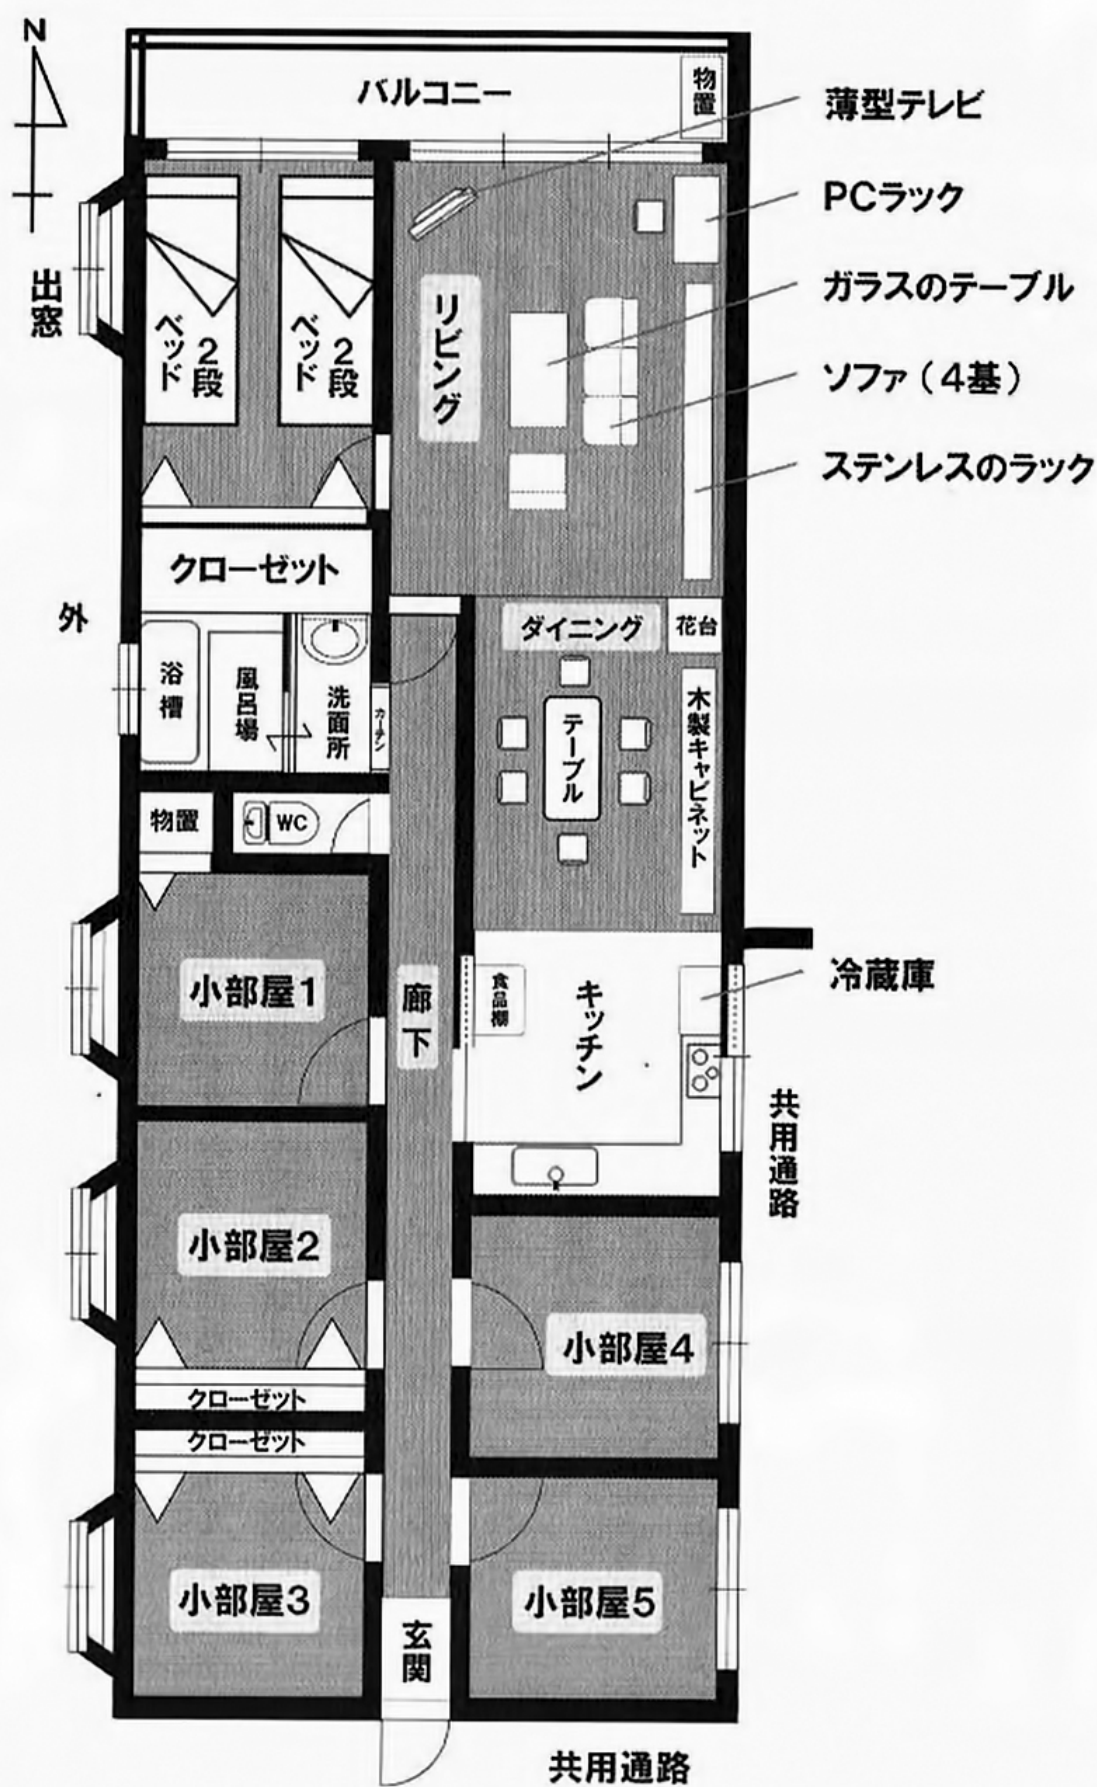 N
バルコニー
物置
薄型テレビ
PCラック
ガラスのテーブル
ソファ（4基）
ステンレスのラック
出窓
2段
ベッド
2段
ベッド
リビング
クローゼット
外
ダイニング
花台
浴槽
風呂場
洗面所
カーテン
テーブル
木製キャビネット
物置
WC
小部屋1
廊下
食品棚
キッチン
冷蔵庫
共用通路
小部屋2
クローゼット
小部屋4
クローゼット
小部屋3
玄関
小部屋5
共用通路